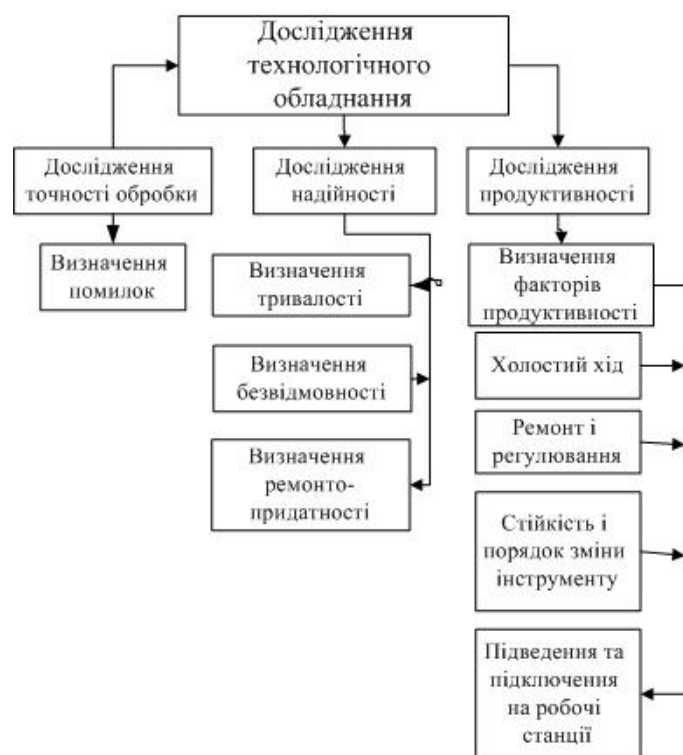 Дослідження
технологічного
обладнання
Дослідження
точності обробки
Дослідження
надійності
Дослідження
продуктивності
Визначення
помилок
Визначення
тривалості
Визначення
безвідмовності
Визначення
ремонто-
придатності
Визначення
факторів
продуктивності
Холостий хід
Ремонт і
регулювання
Стійкість і
порядок зміни
інструменту
Підведення та
підключення
на робочі
станції